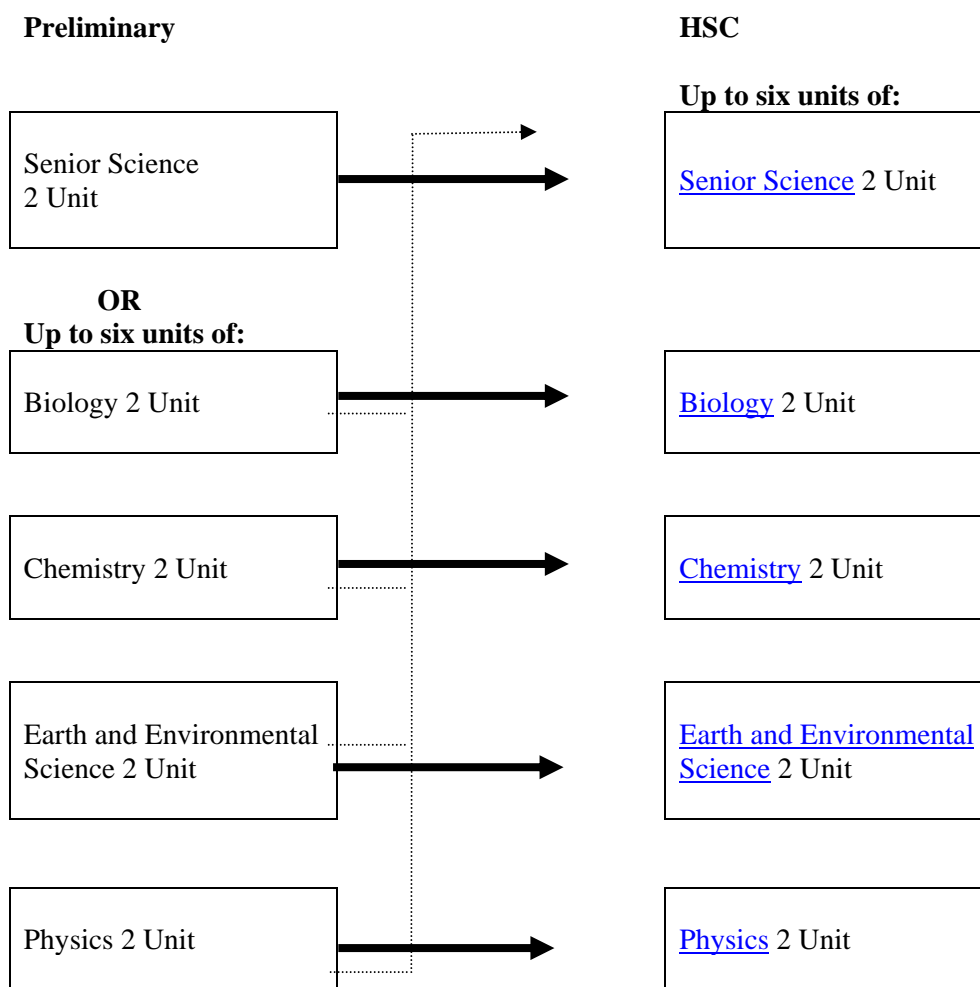 Preliminary
HSC
Up to six units of:
Senior Science
2 Unit
Senior Science 2 Unit
OR
Up to six units of:
Biology 2 Unit
Biology 2 Unit
Chemistry 2 Unit
Chemistry 2 Unit
Earth and Environmental
Science 2 Unit
Earth and Environmental
Science 2 Unit
Physics 2 Unit
Physics 2 Unit